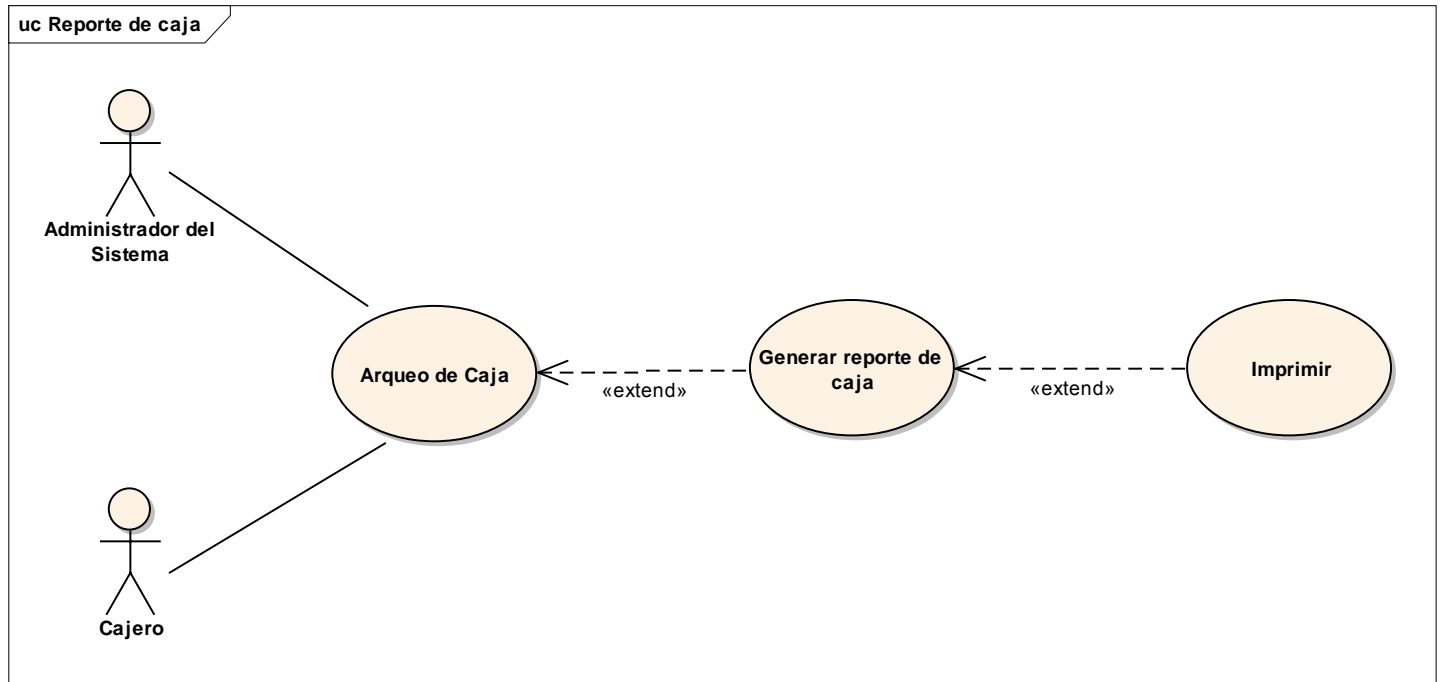 uc Reporte de caja
Administrador del
Sistema
Arqueo de Caja
«extend»
Generar reporte de
caja
«extend»
Imprimir
Cajero